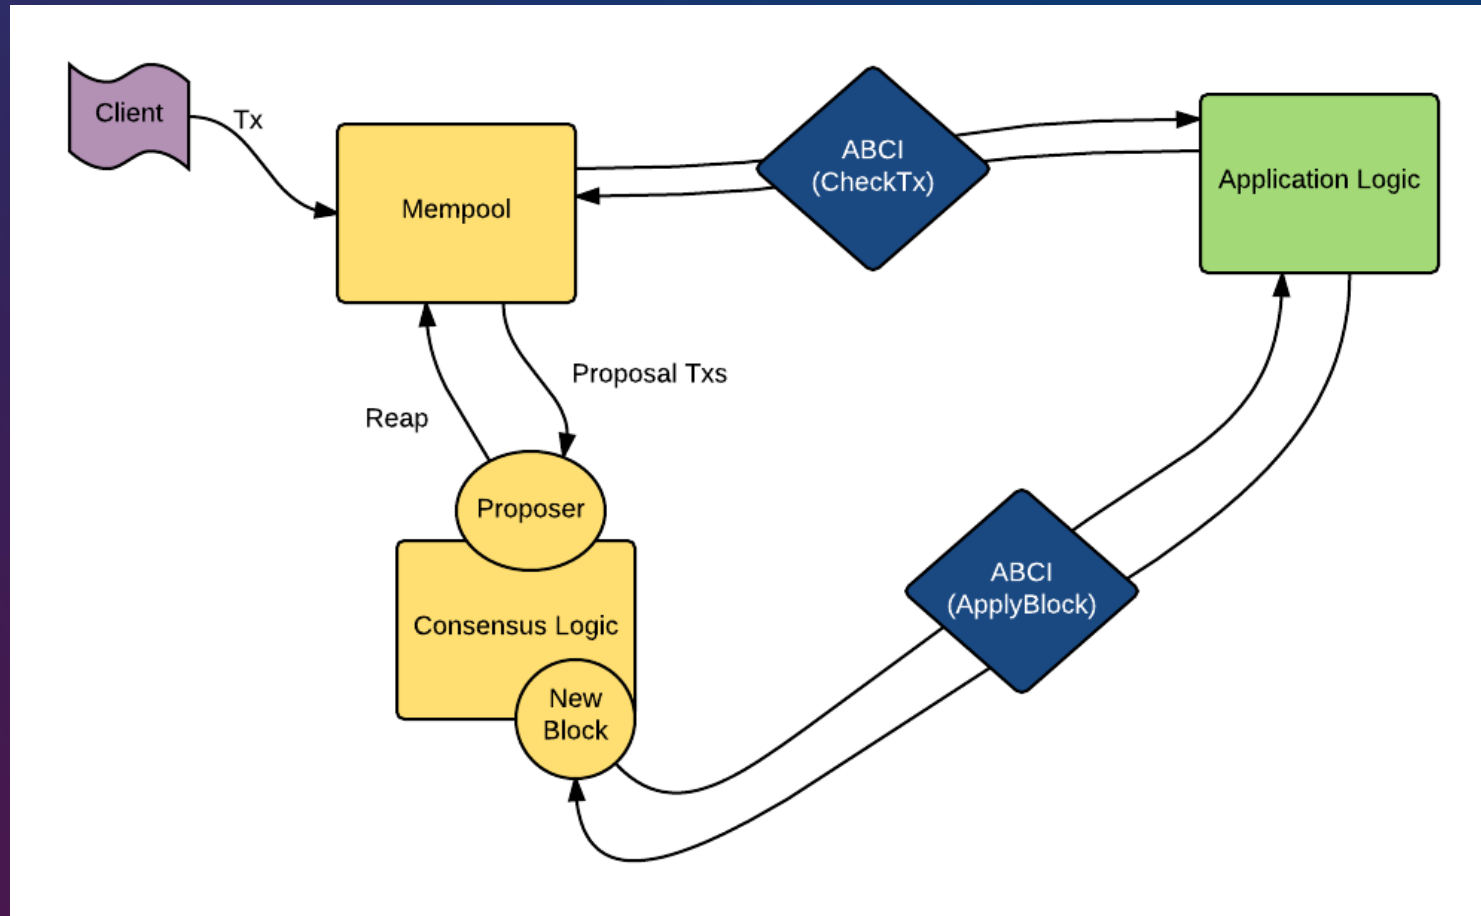 Client
Tx
Mempool
ABCI
(CheckTx)
Application Logic
Proposal Txs
Reap
Proposer
Consensus Logic
New
Block
ABCI
(ApplyBlock)